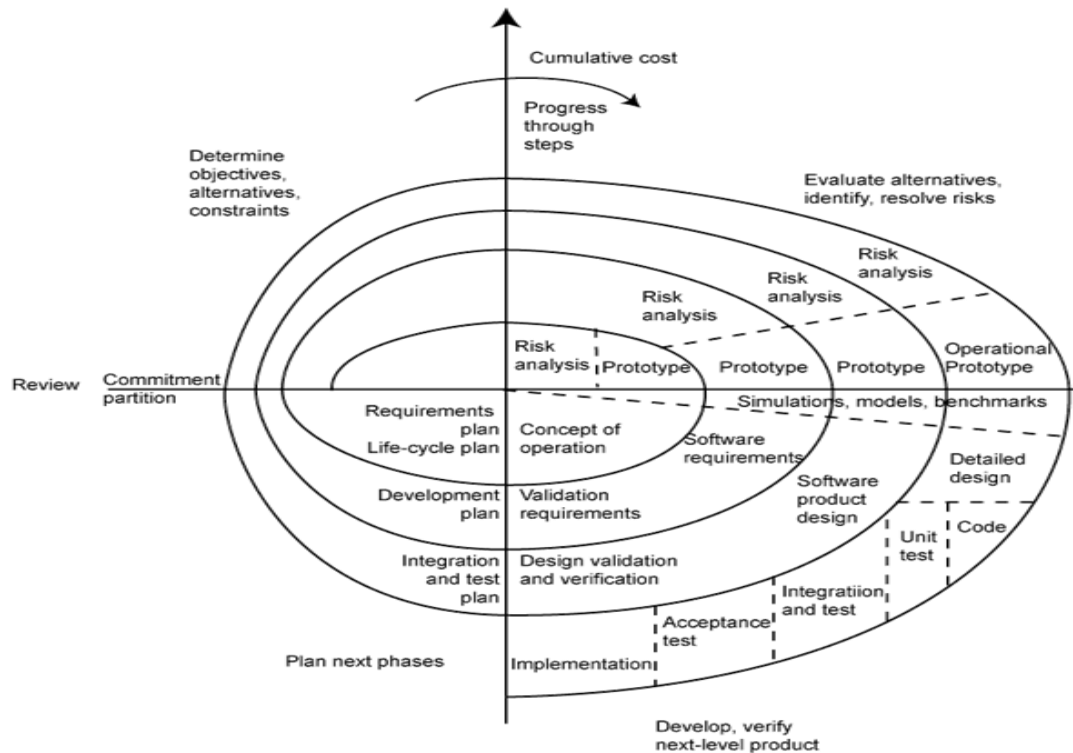 Cumulative cost
Progress
through
steps
Determine
objectives,
alternatives,
constraints
Evaluate alternatives,
identify, resolve risks
Risk
analysis
Risk
analysis
Risk
analysis
Risk
analysis
Prototype
Prototype
Prototype
Operational
Prototype
Review
Commitment
partition
Simulations, models, benchmarks
Requirements
plan
Life-cycle plan
Concept of
operation
Software
requirements
Detailed
design
Development
plan
Validation
requirements
Software
product
design
Unit
test
Code
Integration
and test
plan
Design validation
and verification
Integratiion
and test
Acceptance
test
Plan next phases
Implementation
Develop, verify
next-level product